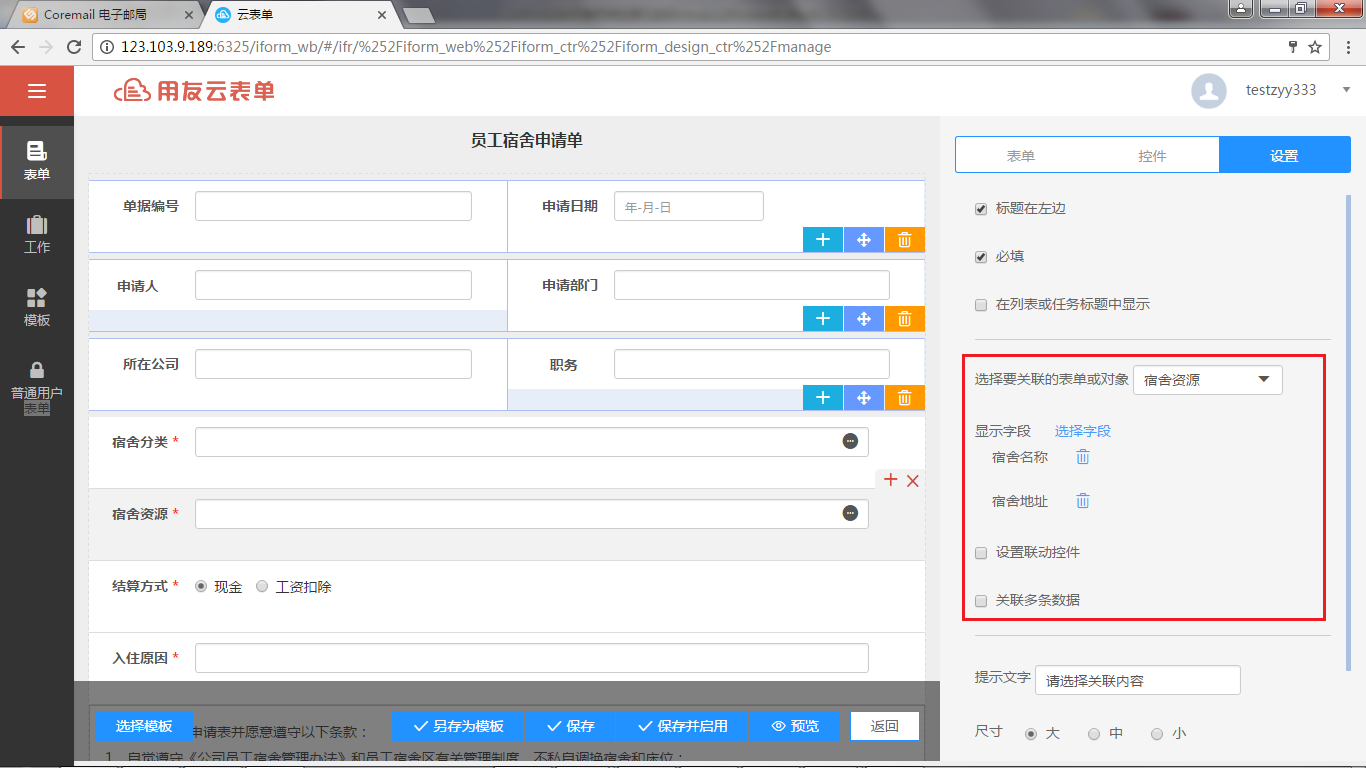 Coremail 电子邮局
云表单
123.103.9.189:6325/iform_wb/#/ifr/%252Fiform_web%252Fiform_ctr%252Fiform_design_ctr%252Fmanage
用友云表单
testzyy333
表单
工作
模板
普通用户
表单
员工宿舍申请单
单据编号
申请日期 年-月-日
申请人
申请部门
所在公司
职务
宿舍分类 *
宿舍资源 *
结算方式 * 现金 工资扣除
入住原因 *
申请表并愿意遵守以下条款：
1、自觉遵守《公司员工宿舍管理办法》和员工宿舍区有关管理制度，不私自调换宿舍和床位；
选择模板 另存为模板 保存 保存并启用 预览 返回
表单 控件 设置
标题在左边
必填
在列表或任务标题中显示
选择要关联的表单或对象 宿舍资源
显示字段 选择字段
宿舍名称
宿舍地址
设置联动控件
关联多条数据
提示文字 请选择关联内容
尺寸 大 中 小